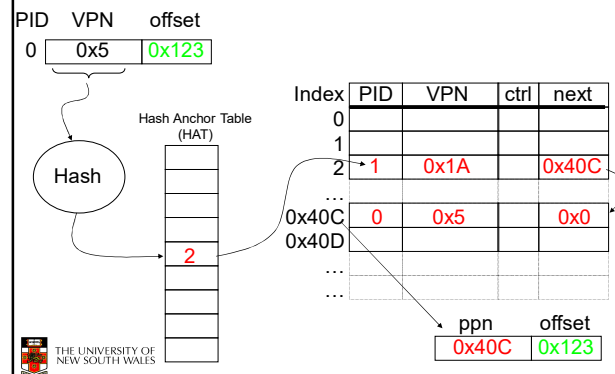 PID VPN offset
0 0x5 0x123
Hash
Hash Anchor Table
(HAT)
2
Index PID VPN ctrl next
0
1
2 1 0x1A 0x40C
...
0x40C 0 0x5 0x0
0x40D
...
...
ppn offset
0x40C 0x123
THE UNIVERSITY OF
NEW SOUTH WALES